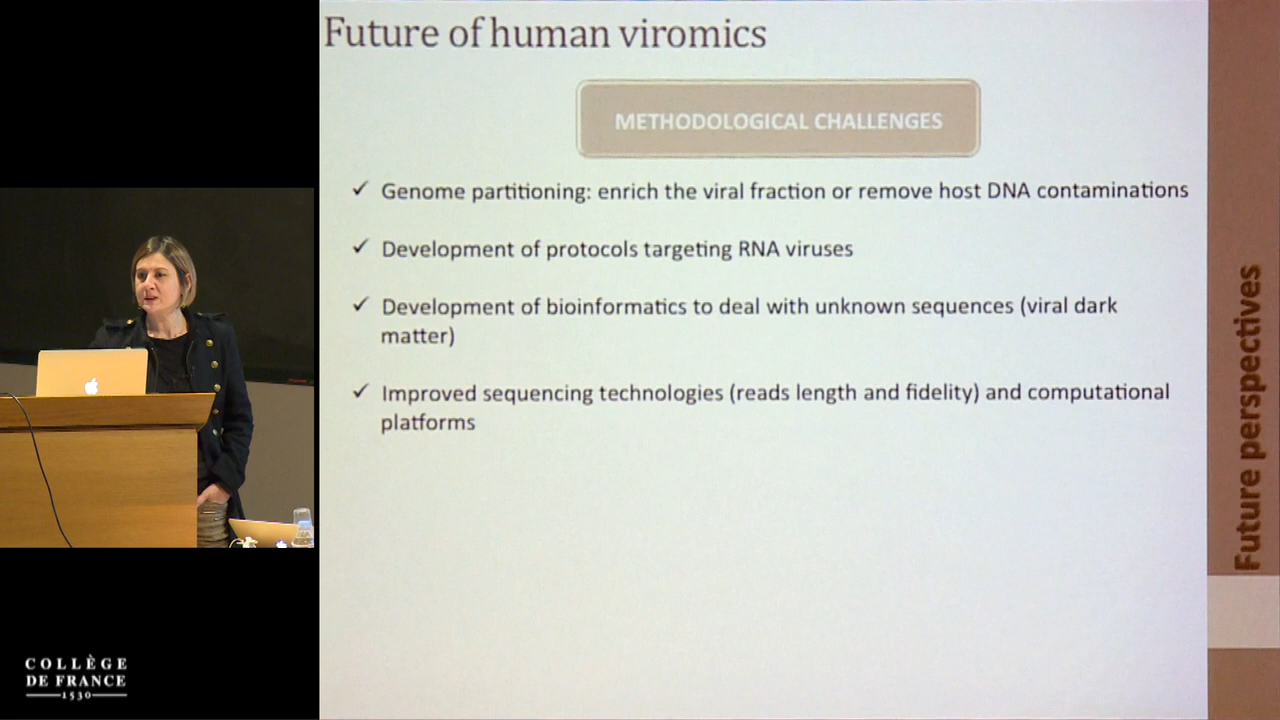 Future of human viromics
METHODOLOGICAL CHALLENGES
✓ Genome partitioning: enrich the viral fraction or remove host DNA contaminations
✓ Development of protocols targeting RNA viruses
✓ Development of bioinformatics to deal with unknown sequences (viral dark
matter)
✓ Improved sequencing technologies (reads length and fidelity) and computational
platforms
Future perspectives
COLLÈGE
DE FRANCE
1530